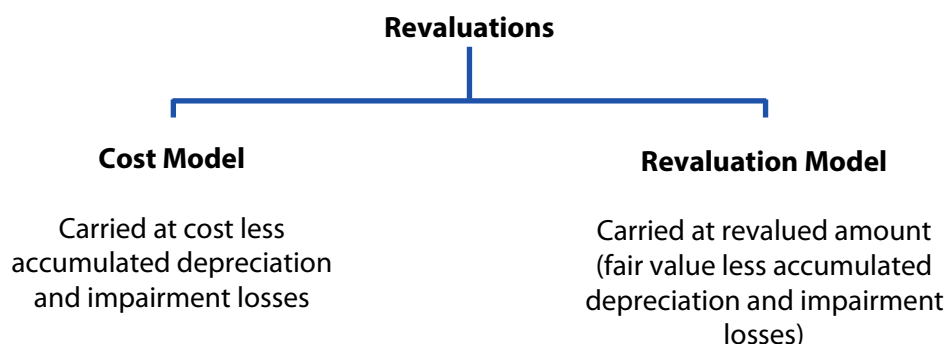 Revaluations
Cost Model
Carried at cost less
accumulated depreciation
and impairment losses
Revaluation Model
Carried at revalued amount
(fair value less accumulated
depreciation and impairment
losses)